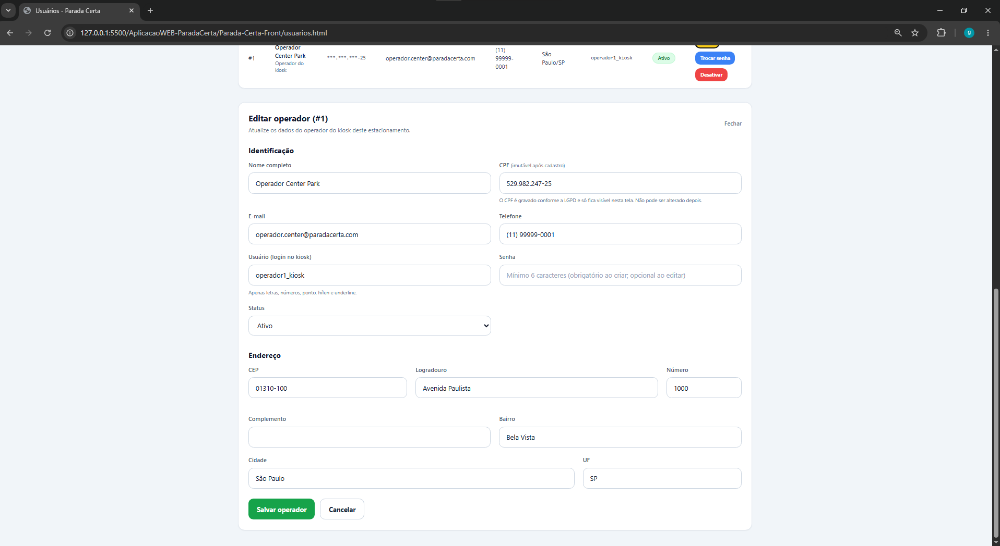 Usuários - Parada Certa
127.0.0.1:5500/AplicacaoWEB-ParadaCerta/Parada-Certa-Front/usuarios.html
g
#1
Operador
Center Park
Operador do
kiosk
***.***.***-25
operador.center@paradacerta.com
(11)
99999-
0001
São
Paulo/SP
operador1_kiosk
Ativo
Trocar senha
Desativar
Editar operador (#1)
Atualize os dados do operador do kiosk deste estacionamento.
Fechar
Identificação
Nome completo
CPF (imutável após cadastro)
Operador Center Park
529.982.247-25
O CPF é gravado conforme a LGPD e só fica visível nesta tela. Não pode ser alterado depois.
E-mail
Telefone
operador.center@paradacerta.com
(11) 99999-0001
Usuário (login no kiosk)
Senha
operador1_kiosk
Mínimo 6 caracteres (obrigatório ao criar; opcional ao editar)
Apenas letras, números, ponto, hífen e underline.
Status
Ativo
Endereço
CEP
Logradouro
Número
01310-100
Avenida Paulista
1000
Complemento
Bairro
Bela Vista
Cidade
UF
São Paulo
SP
Salvar operador
Cancelar